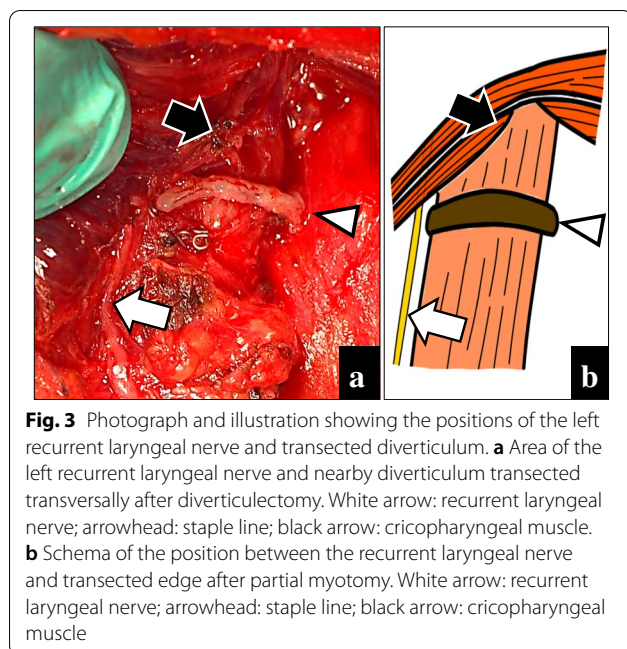 a
b
Fig. 3 Photograph and illustration showing the positions of the left
recurrent laryngeal nerve and transected diverticulum. a Area of the
left recurrent laryngeal nerve and nearby diverticulum transected
transversally after diverticulectomy. White arrow: recurrent laryngeal
nerve; arrowhead: staple line; black arrow: cricopharyngeal muscle.
b Schema of the position between the recurrent laryngeal nerve
and transected edge after partial myotomy. White arrow: recurrent
laryngeal nerve; arrowhead: staple line; black arrow: cricopharyngeal
muscle